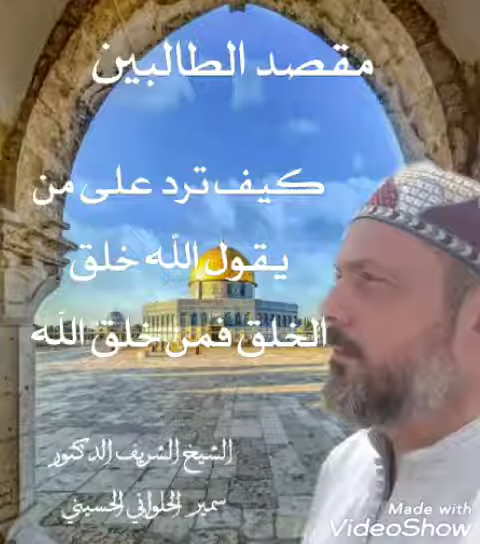 مقصد الطالبين
كيف ترد على من
يقول الله خلق
الخلق فمن خلق الله
الشيخ الشريف الدكتور
سمير الحلواني الحسيني
Made with
VideoShow